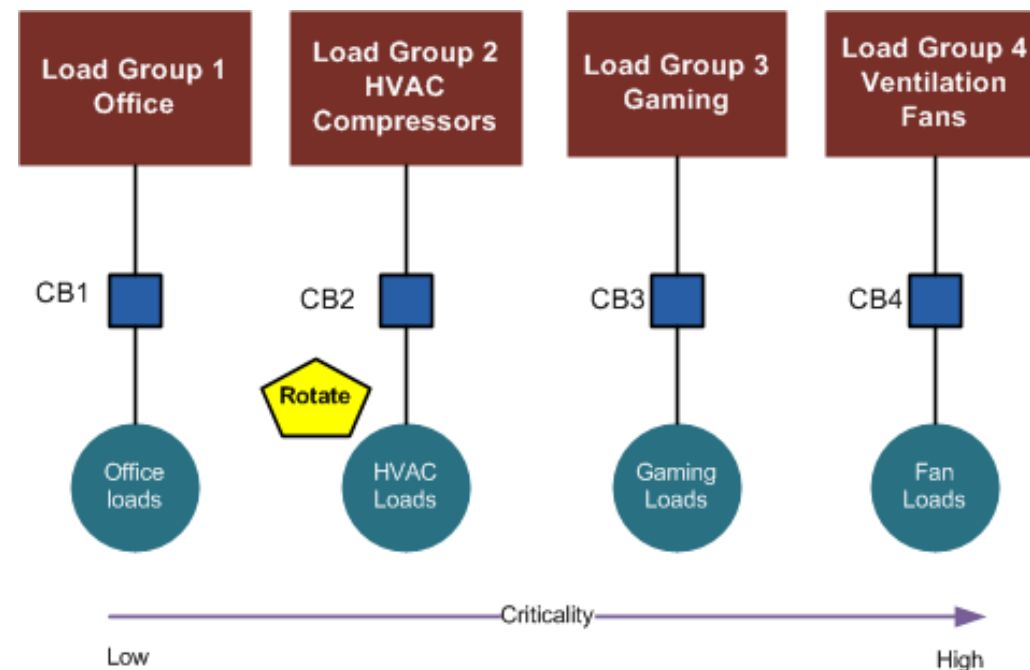 Load Group 1
Office
Load Group 2
HVAC
Compressors
Load Group 3
Gaming
Load Group 4
Ventilation
Fans
CB1
CB2
CB3
CB4
Rotate
Office
loads
HVAC
Loads
Gaming
Loads
Fan
Loads
Criticality
Low
High